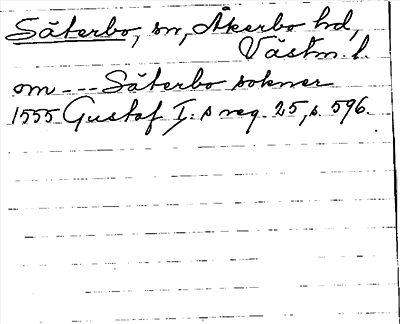 Säterbo, sn, Åkerbo hd,
Västm. l.
om --- Säterbo sokner
1555 Gustaf I:s reg. 25, s. 596.